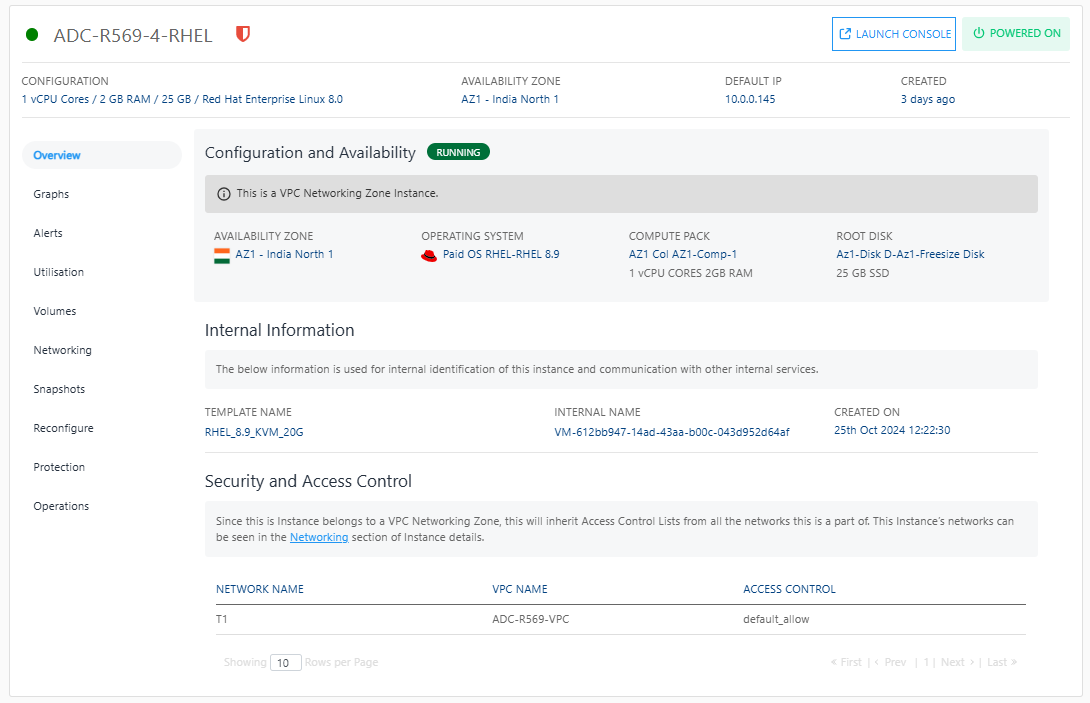 ADC-R569-4-RHEL
LAUNCH CONSOLE
POWERED ON
CONFIGURATION
1 vCPU Cores / 2 GB RAM / 25 GB / Red Hat Enterprise Linux 8.0
AVAILABILITY ZONE
AZ1 - India North 1
DEFAULT IP
10.0.0.145
CREATED
3 days ago
Overview
Graphs
Alerts
Utilisation
Volumes
Networking
Snapshots
Reconfigure
Protection
Operations
Configuration and Availability
RUNNING
This is a VPC Networking Zone Instance.
AVAILABILITY ZONE
AZ1 - India North 1
OPERATING SYSTEM
Paid OS RHEL-RHEL 8.9
COMPUTE PACK
AZ1 Col AZ1-Comp-1
1 vCPU CORES 2GB RAM
ROOT DISK
Az1-Disk D-Az1-Freesize Disk
25 GB SSD
Internal Information
The below information is used for internal identification of this instance and communication with other internal services.
TEMPLATE NAME
RHEL_8.9_KVM_20G
INTERNAL NAME
VM-612bb947-14ad-43aa-b00c-043d952d64af
CREATED ON
25th Oct 2024 12:22:30
Security and Access Control
Since this is Instance belongs to a VPC Networking Zone, this will inherit Access Control Lists from all the networks this is a part of. This Instance's networks can
be seen in the Networking section of Instance details.
NETWORK NAME VPC NAME ACCESS CONTROL
T1 ADC-R569-VPC default_allow
Showing 10 Rows per Page
« First | ‹ Prev | 1 | Next › | Last »